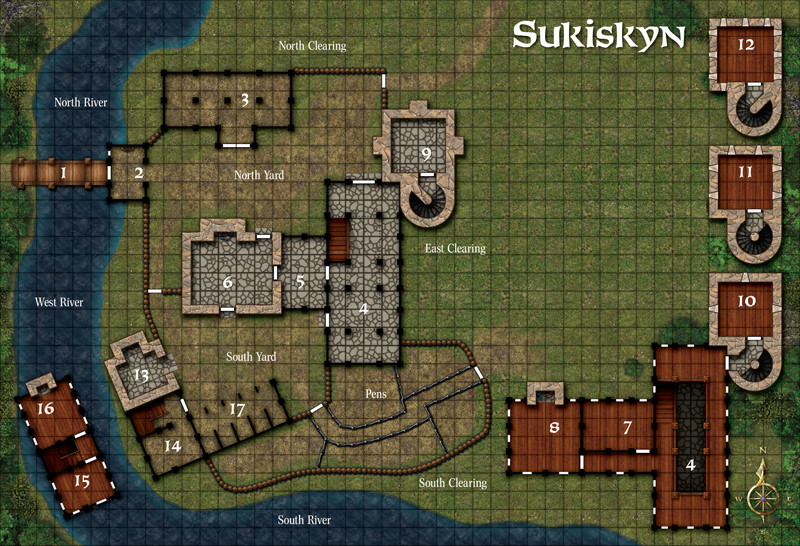 Sukiskyn
North Clearing
12
North River
3
9
1
2
North Yard
11
East Clearing
6
5
West River
4
10
South Yard
13
Pens
16
17
8
7
14
4
15
South Clearing
South River
N
W
E